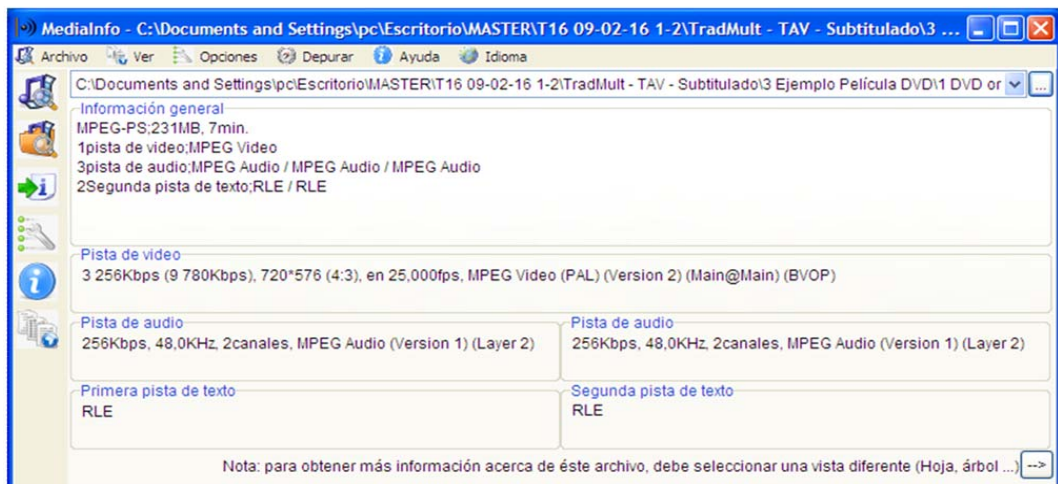 MediaInfo - C:\Documents and Settings\pc\Escritorio\MASTER\T16 09-02-16 1-2\TradMult - TAV - Subtitulado\3 ...
Archivo Ver Opciones Depurar Ayuda Idioma
C:\Documents and Settings\pc\Escritorio\MASTER\T16 09-02-16 1-2\TradMult - TAV - Subtitulado\3 Ejemplo Película DVD\1 DVD or ...
Información general
MPEG-PS;231MB, 7min.
1pista de video;MPEG Video
3pista de audio;MPEG Audio / MPEG Audio / MPEG Audio
2Segunda pista de texto;RLE / RLE
Pista de video
3 256Kbps (9 780Kbps), 720*576 (4:3), en 25,000fps, MPEG Video (PAL) (Version 2) (Main@Main) (BVOP)
Pista de audio
256Kbps, 48,0KHz, 2canales, MPEG Audio (Version 1) (Layer 2)
Pista de audio
256Kbps, 48,0KHz, 2canales, MPEG Audio (Version 1) (Layer 2)
Primera pista de texto
RLE
Segunda pista de texto
RLE
Nota: para obtener más información acerca de éste archivo, debe seleccionar una vista diferente (Hoja, árbol ...) -->